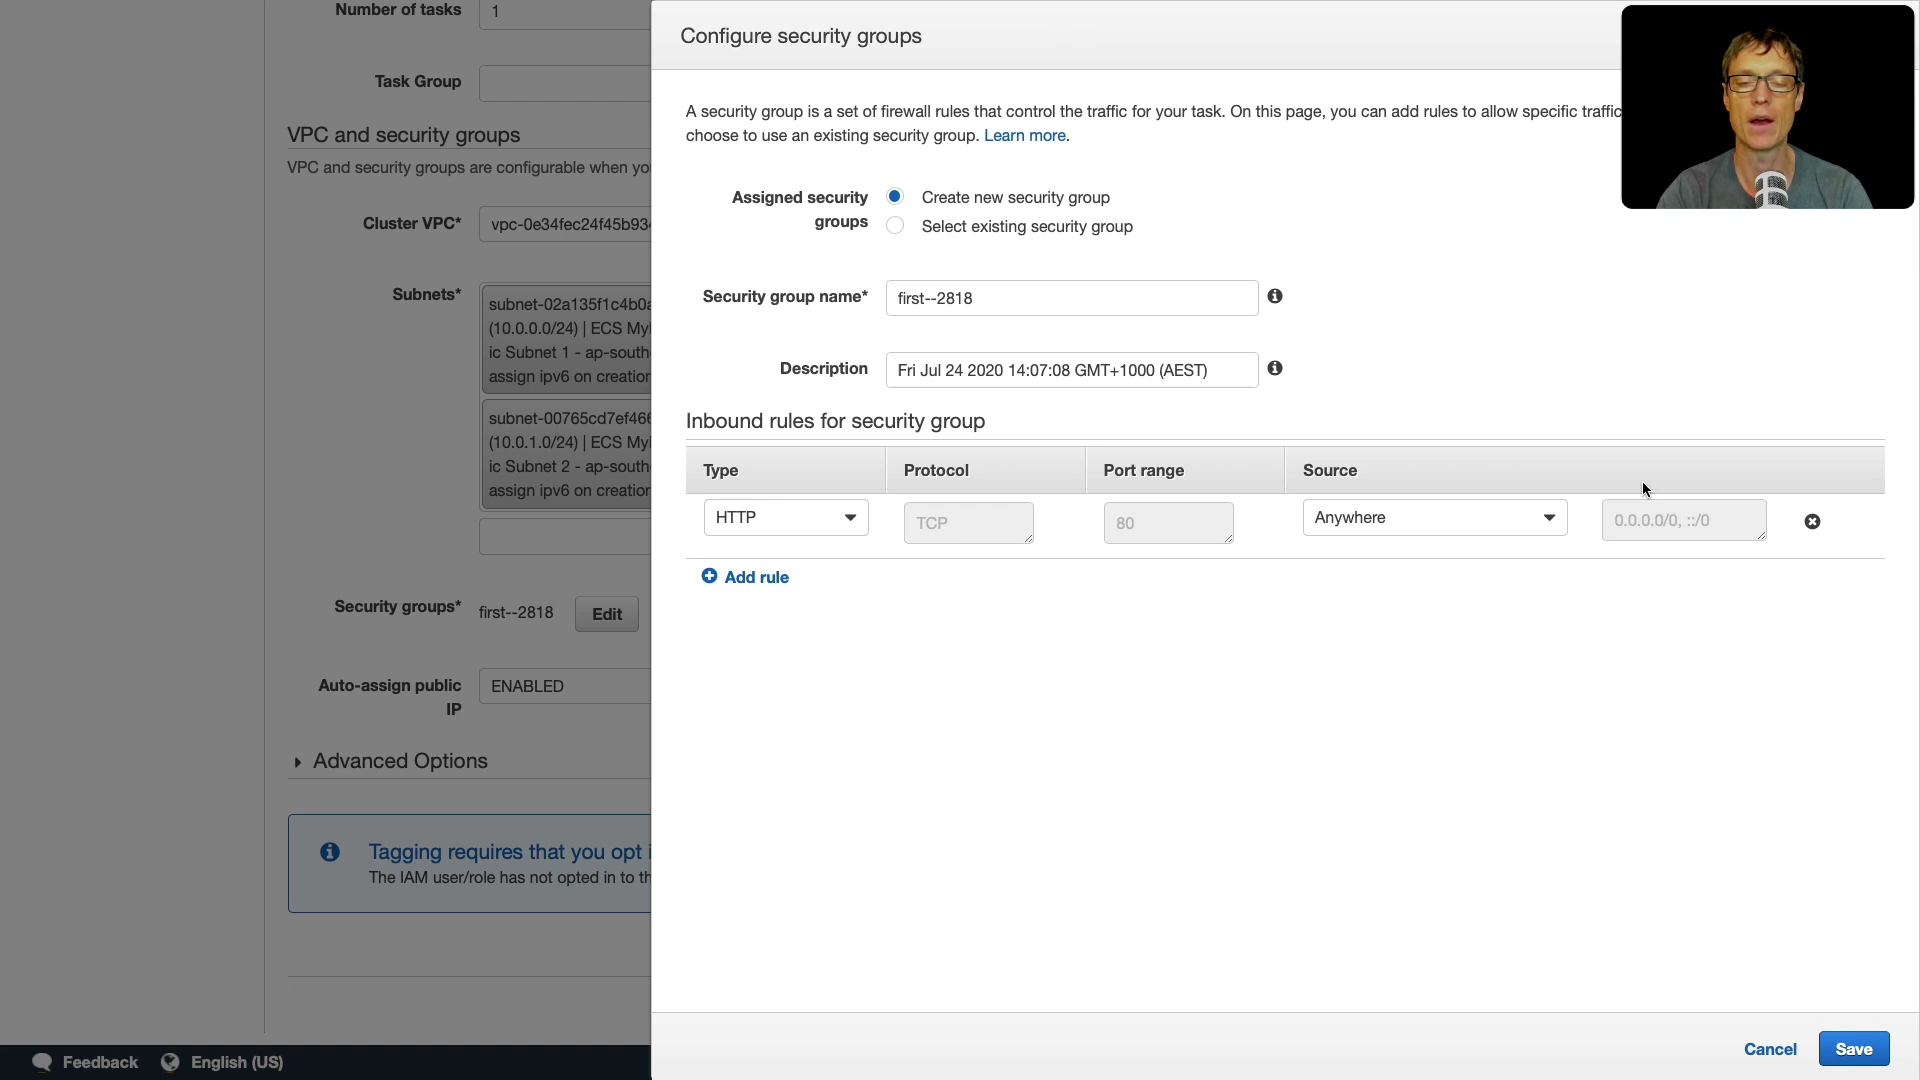 Number of tasks
1
Task Group
VPC and security groups
VPC and security groups are configurable when
Cluster VPC*
vpc-0e34fec24f45b93
Subnets*
subnet-02a135f1c4b0
(10.0.0.0/24) | ECS
ic Subnet 1 - ap-south
assign ipv6 on creation
subnet-00765cd7ef466
(10.0.1.0/24) | ECS
ic Subnet 2 - ap-south
assign ipv6 on creation
Security groups*
first--2818
Edit
Auto-assign public
IP
ENABLED
Advanced Options
Tagging requires that you opt
The IAM user/role has not opted in to
Feedback
English (US)
Configure security groups
A security group is a set of firewall rules that control the traffic for your task. On this page, you can add rules to allow specific traffic
choose to use an existing security group. Learn more.
Assigned security
groups
Create new security group
Select existing security group
Security group name*
first--2818
Description
Fri Jul 24 2020 14:07:08 GMT+1000 (AEST)
Inbound rules for security group
Type Protocol Port range Source
HTTP TCP 80 Anywhere 0.0.0.0/0, ::/0
Add rule
Cancel
Save